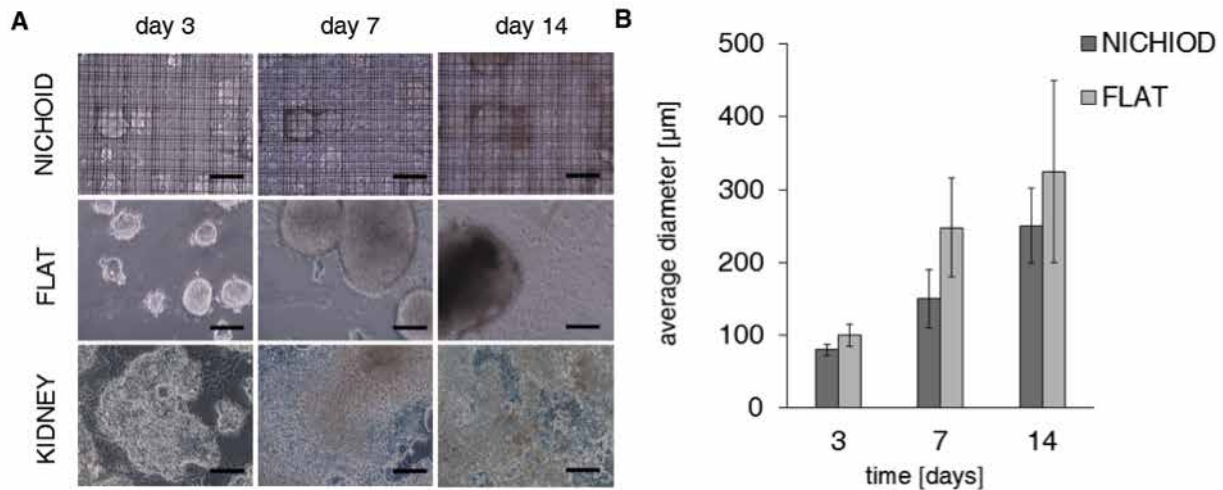 A
day 3
day 7
day 14
NICHOID
FLAT
KIDNEY
B
500
400
300
200
100
0
average diameter [µm]
3
7
14
time [days]
NICHIOD
FLAT